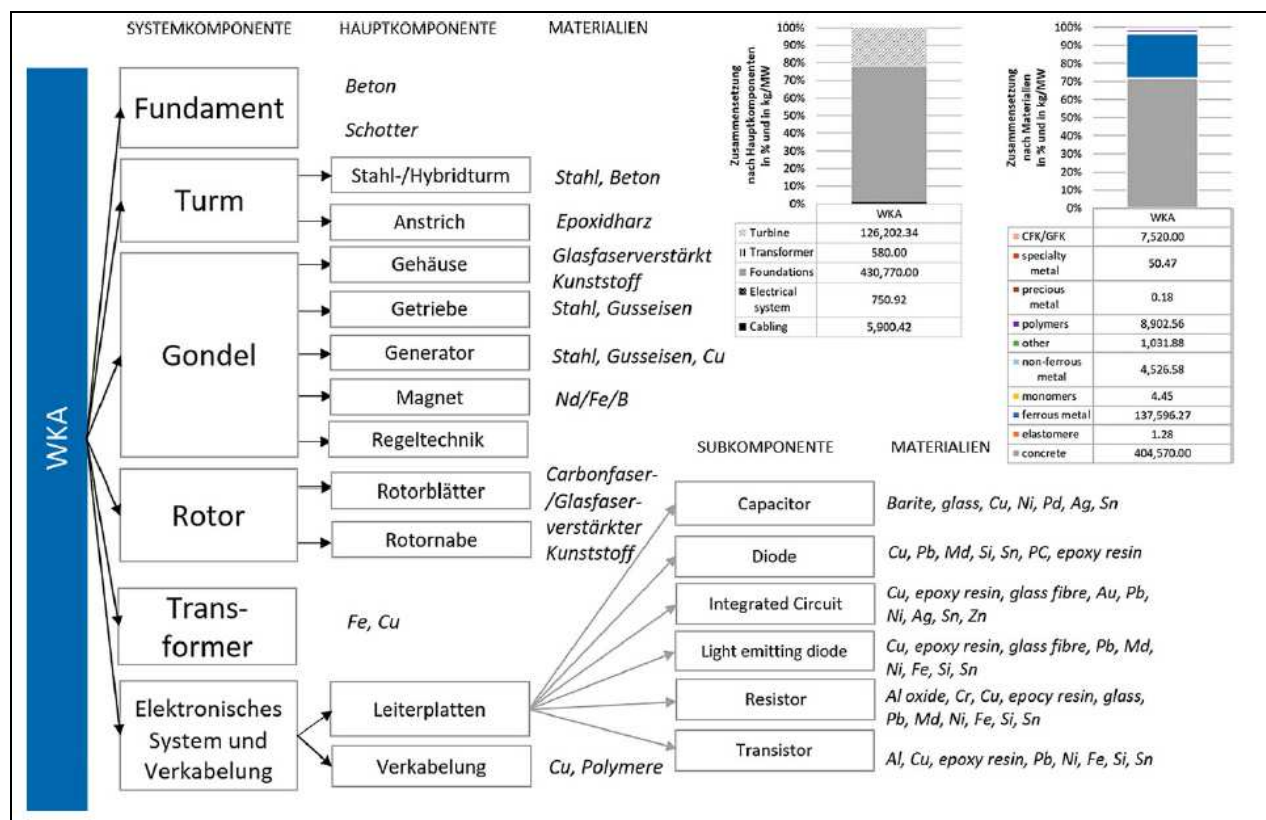 SYSTEMKOMPONENTE
HAUPTKOMPONENTE
MATERIALIEN
WKA
Fundament
Beton
Schotter
Turm
Stahl-/Hybridturm
Stahl, Beton
Anstrich
Epoxidharz
Gondel
Gehäuse
Glasfaserverstärkt
Kunststoff
Getriebe
Stahl, Gusseisen
Generator
Stahl, Gusseisen, Cu
Magnet
Nd/Fe/B
Regeltechnik
Rotor
Rotorblätter
Rotornabe
Carbonfaser-
/Glasfaser-
verstärkter
Kunststoff
Trans-
former
Fe, Cu
Elektronisches
System und
Verkabelung
Leiterplatten
Verkabelung
Cu, Polymere
SUBKOMPONENTE
MATERIALIEN
Capacitor
Barite, glass, Cu, Ni, Pd, Ag, Sn
Diode
Cu, Pb, Md, Si, Sn, PC, epoxy resin
Integrated Circuit
Cu, epoxy resin, glass fibre, Au, Pb,
Ni, Ag, Sn, Zn
Light emitting diode
Cu, epoxy resin, glass fibre, Pb, Md,
Ni, Fe, Si, Sn
Resistor
Al oxide, Cr, Cu, epocy resin, glass,
Pb, Md, Ni, Fe, Si, Sn
Transistor
Al, Cu, epoxy resin, Pb, Ni, Fe, Si, Sn
Zusammensetzung
nach Hauptkomponenten
in % und in kg/MW
100%
90%
80%
70%
60%
50%
40%
30%
20%
10%
0%
WKA
Turbine 126,202.34
Transformer 580.00
Foundations 430,770.00
Electrical
system 750.92
Cabling 5,900.42
Zusammensetzung
nach Materialien
in % und in kg/MW
100%
90%
80%
70%
60%
50%
40%
30%
20%
10%
0%
WKA
CFK/GFK 7,520.00
specialty
metal 50.47
precious
metal 0.18
polymers 8,902.56
other 1,031.88
non-ferrous
metal 4,526.58
monomers 4.45
ferrous metal 137,596.27
elastomere 1.28
concrete 404,570.00